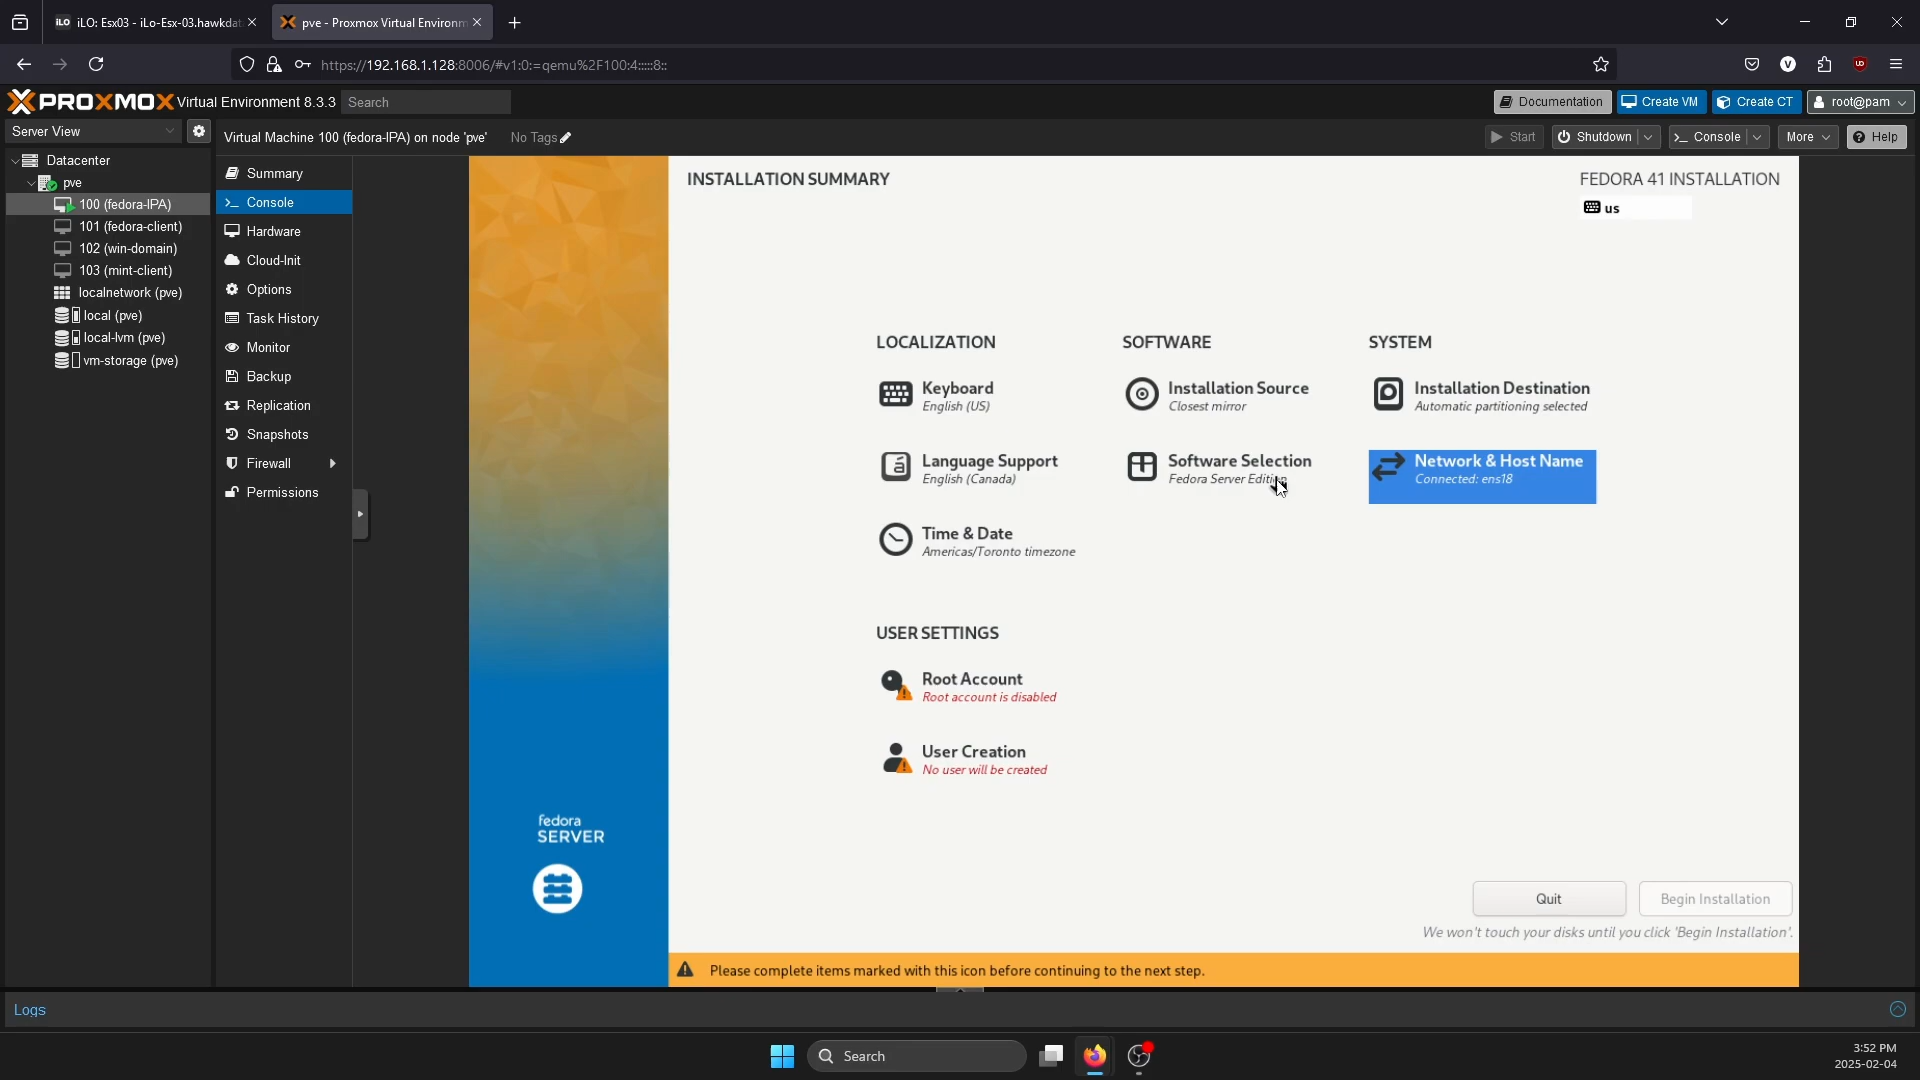 iLO: Esx03 - iLo-Esx-03.hawkdat
pve - Proxmox Virtual Environm
https://192.168.1.128:8006/#v1:0:=qemu%2F100:4:::::8::
PROXMOX Virtual Environment 8.3.3 Search
Documentation Create VM Create CT root@pam
Server View
Virtual Machine 100 (fedora-IPA) on node 'pve' No Tags
Start Shutdown Console More Help
Datacenter
pve
100 (fedora-IPA)
101 (fedora-client)
102 (win-domain)
103 (mint-client)
localnetwork (pve)
local (pve)
local-lvm (pve)
vm-storage (pve)
Summary
Console
Hardware
Cloud-Init
Options
Task History
Monitor
Backup
Replication
Snapshots
Firewall
Permissions
fedora
SERVER
INSTALLATION SUMMARY
FEDORA 41 INSTALLATION
us
LOCALIZATION
Keyboard
English (US)
Language Support
English (Canada)
Time & Date
Americas/Toronto timezone
SOFTWARE
Installation Source
Closest mirror
Software Selection
Fedora Server Edition
SYSTEM
Installation Destination
Automatic partitioning selected
Network & Host Name
Connected: ens18
USER SETTINGS
Root Account
Root account is disabled
User Creation
No user will be created
Quit
Begin Installation
We won't touch your disks until you click 'Begin Installation'.
Please complete items marked with this icon before continuing to the next step.
Logs
Search
3:52 PM
2025-02-04